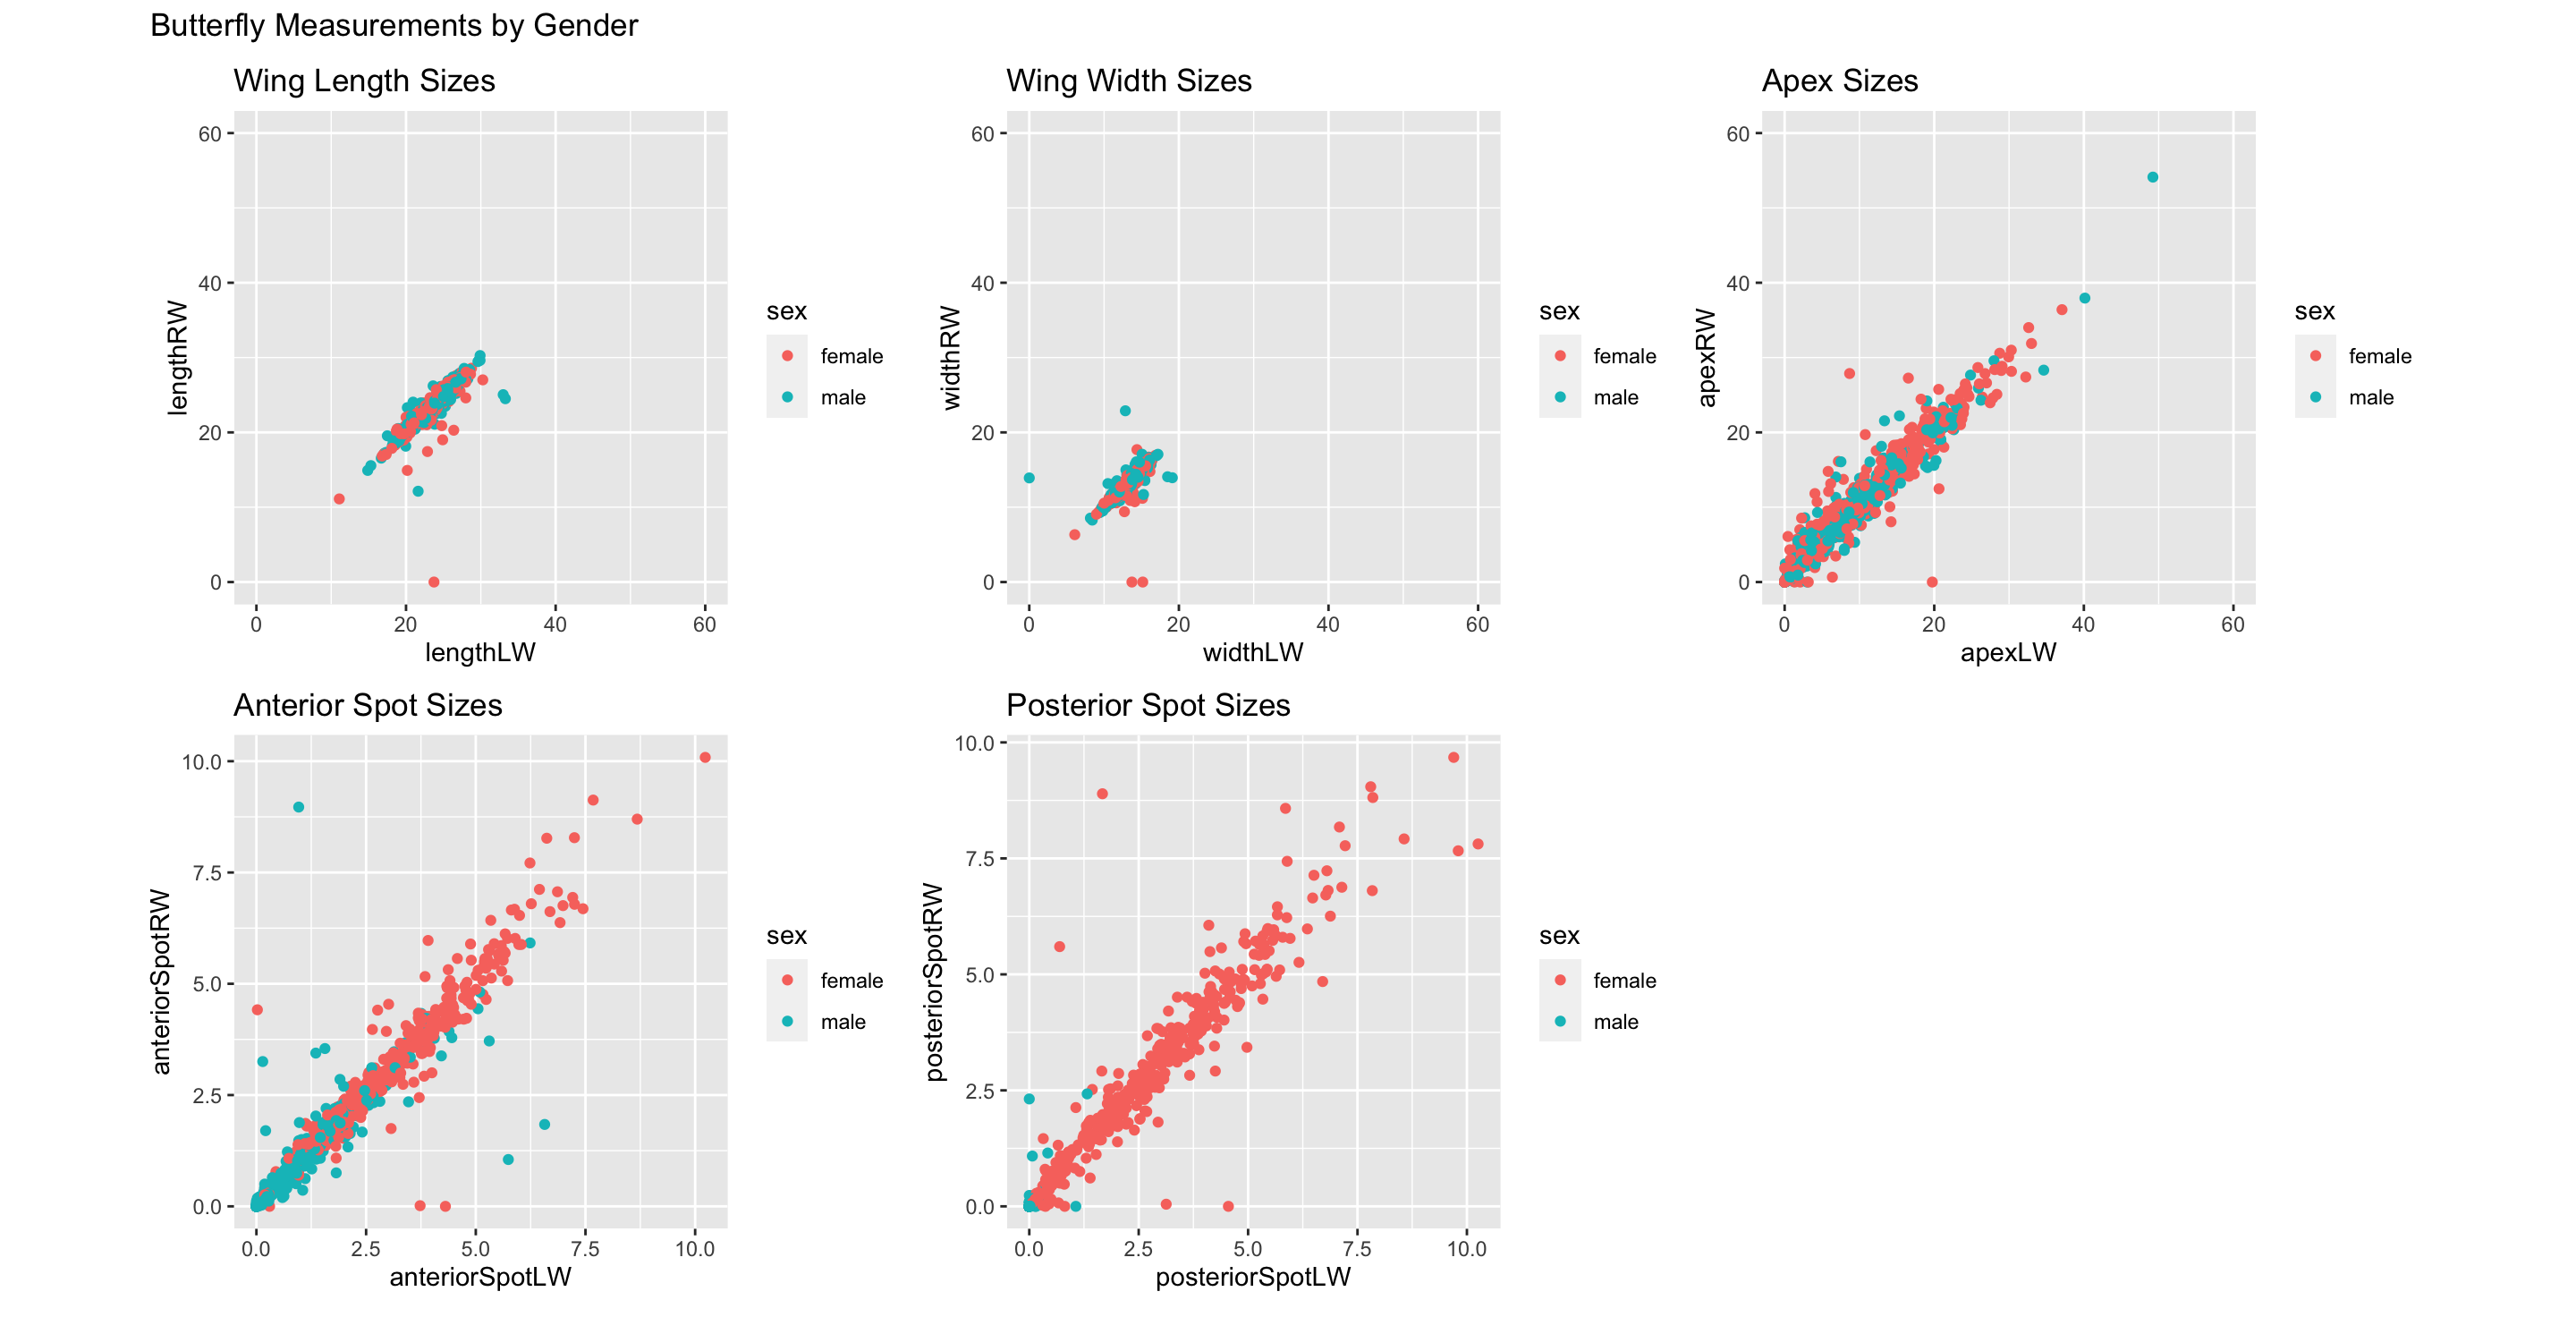 Butterfly Measurements by Gender
Wing Length Sizes
60
40
20
0
lengthRW
0 20 40 60
lengthLW
sex
female
male
Wing Width Sizes
60
40
20
0
widthRW
0 20 40 60
widthLW
sex
female
male
Apex Sizes
60
40
20
0
apexRW
0 20 40 60
apexLW
sex
female
male
Anterior Spot Sizes
10.0
7.5
5.0
2.5
0.0
anteriorSpotRW
0.0 2.5 5.0 7.5 10.0
anteriorSpotLW
sex
female
male
Posterior Spot Sizes
10.0
7.5
5.0
2.5
0.0
posteriorSpotRW
0.0 2.5 5.0 7.5 10.0
posteriorSpotLW
sex
female
male